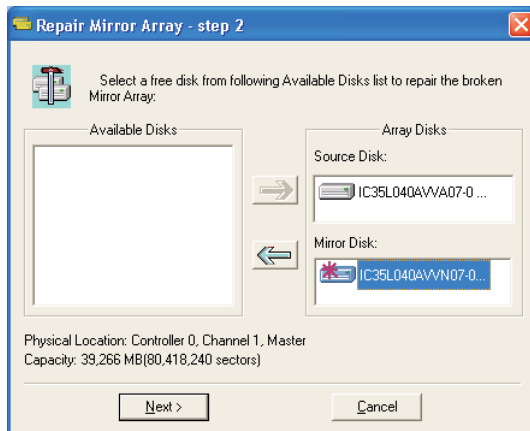 Repair Mirror Array - step 2
Select a free disk from following Available Disks list to repair the broken
Mirror Array:
Available Disks
Array Disks
Source Disk:
IC35L040AVVA07-0 ...
Mirror Disk:
IC35L040AVVN07-0...
Physical Location: Controller 0, Channel 1, Master
Capacity: 39,266 MB(80,418,240 sectors)
Next >
Cancel